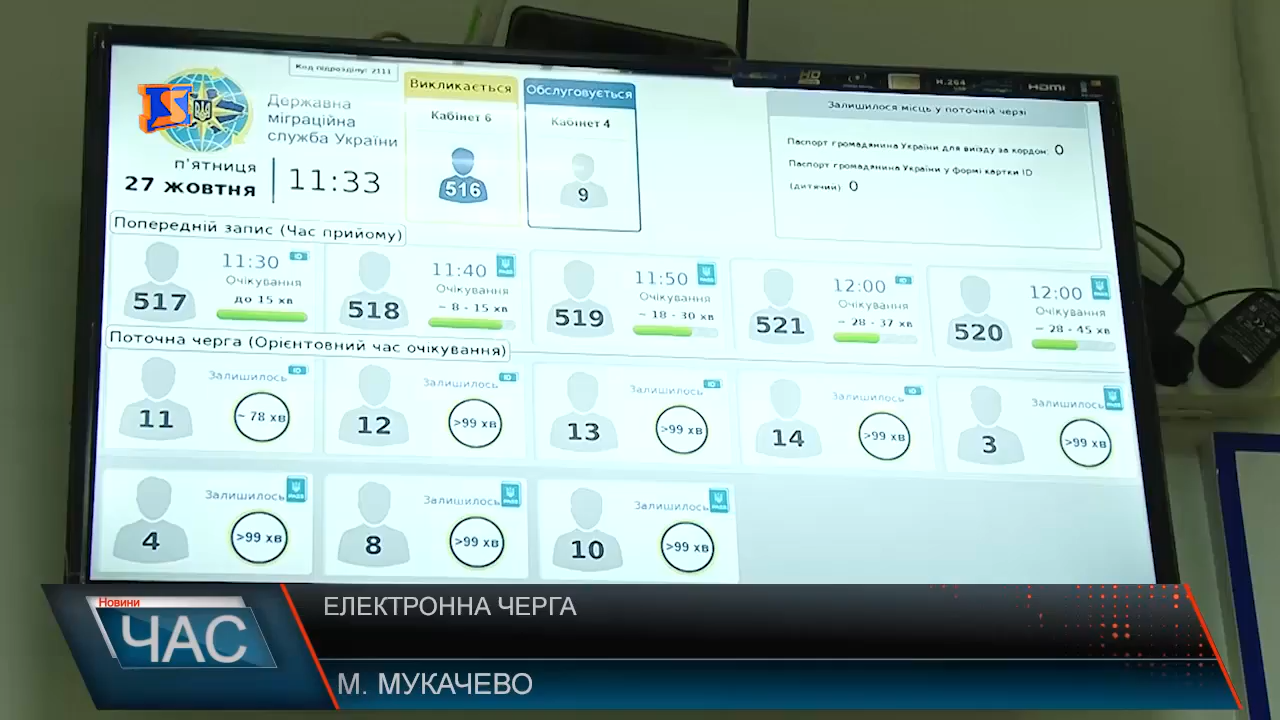 Код підрозділу: 2111
Державна
міграційна
служба України
п'ятниця
27 жовтня
11:33
Викликається
Кабінет 6
516
Обслуговується
Кабінет 4
9
Залишилося місць у поточній черзі
Паспорт громадянина України для виїзду за кордон: 0
Паспорт громадянина України у формі картки ID
(дитячий) 0
HDMI
H.264
Попередній запис (Час прийому)
517
11:30
ID
Очікування
до 15 хв
518
11:40
Очікування
~ 8 - 15 хв
519
11:50
Очікування
~ 18 - 30 хв
521
12:00
ID
Очікування
~ 28 - 37 хв
520
12:00
Очікування
~ 28 - 45 хв
Поточна черга (Орієнтовний час очікування)
11
Залишилось
ID
~ 78 хв
12
Залишилось
ID
>99 хв
13
Залишилось
ID
>99 хв
14
Залишилось
ID
>99 хв
3
Залишилось
>99 хв
4
Залишилось
>99 хв
8
Залишилось
>99 хв
10
Залишилось
>99 хв
Новини
ЧАС
ЕЛЕКТРОННА ЧЕРГА
М. МУКАЧЕВО